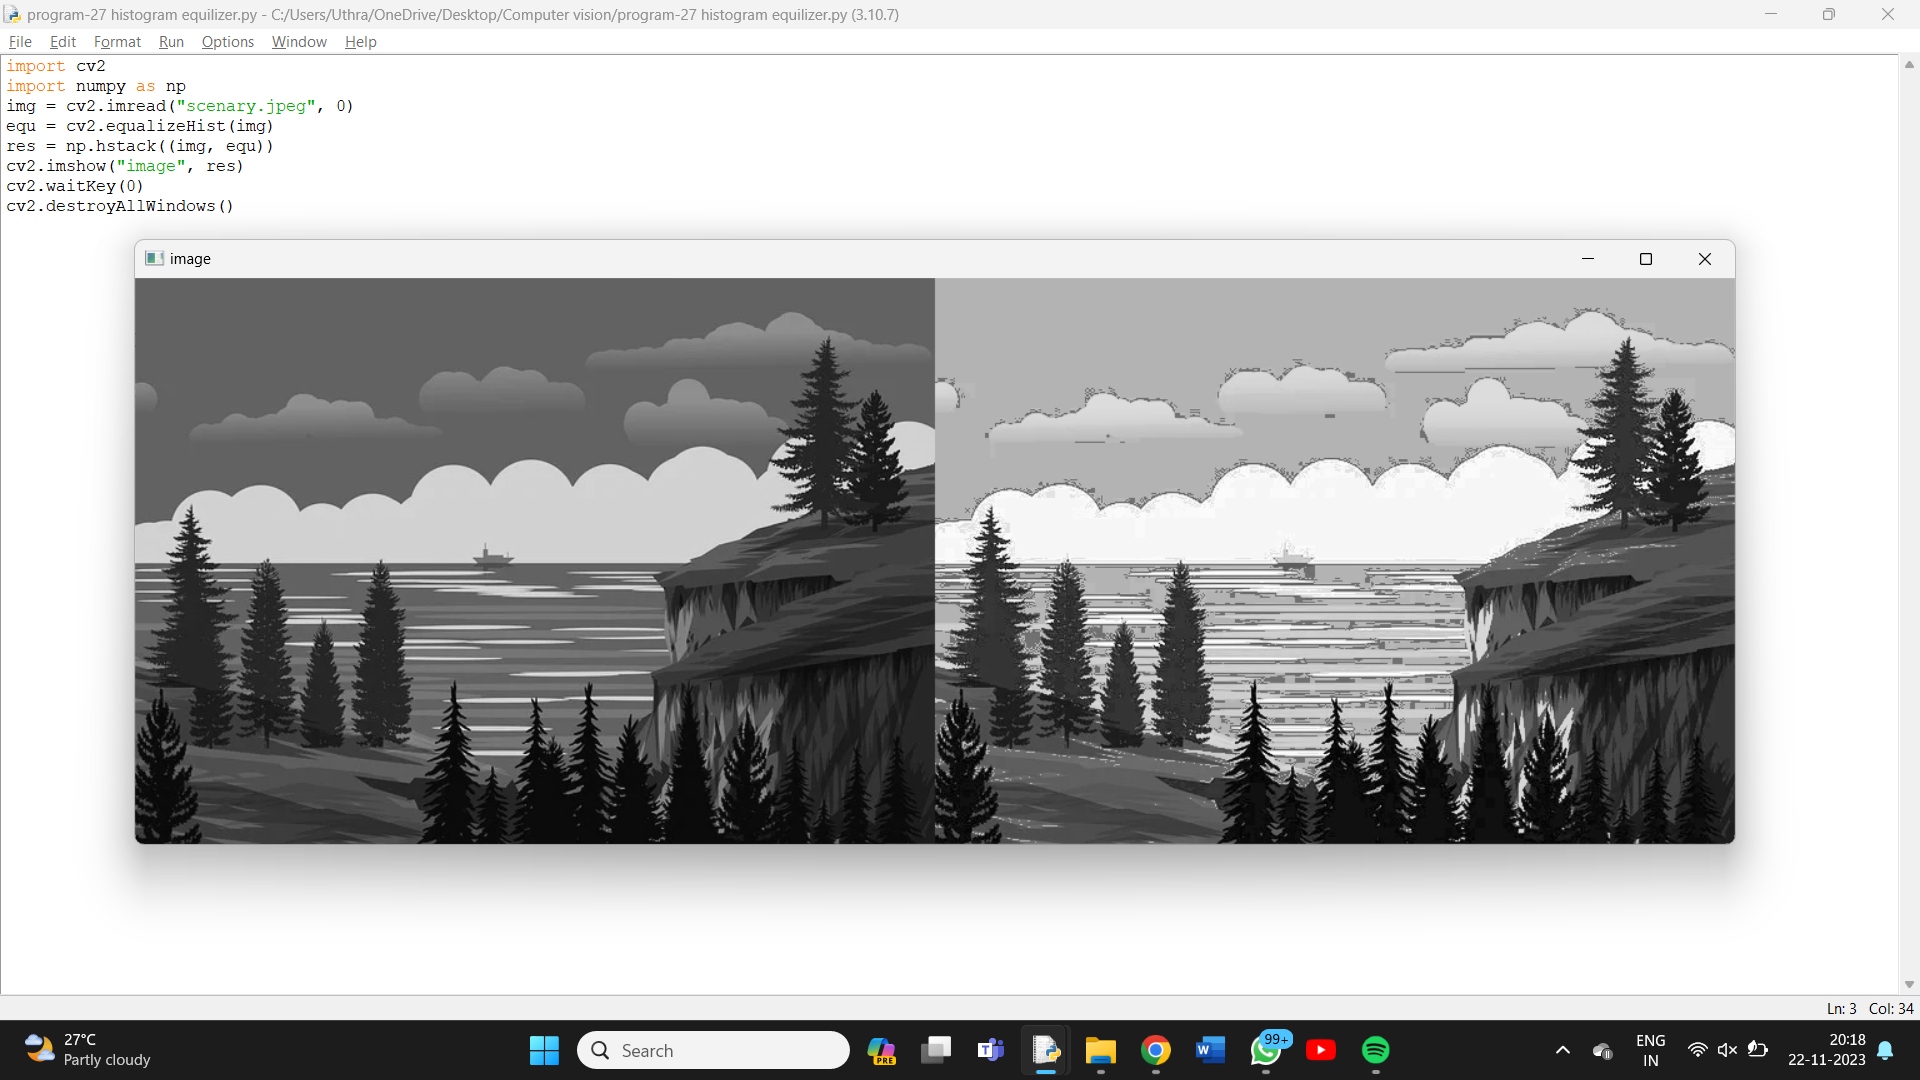 program-27 histogram equilizer.py - C:/Users/Uthra/OneDrive/Desktop/Computer vision/program-27 histogram equilizer.py (3.10.7)
File Edit Format Run Options Window Help
import cv2
import numpy as np
img = cv2.imread("scenary.jpeg", 0)
equ = cv2.equalizeHist(img)
res = np.hstack((img, equ))
cv2.imshow("image", res)
cv2.waitKey(0)
cv2.destroyAllWindows()
image
Ln: 3 Col: 34
27°C
Partly cloudy
Search
PRE
99+
ENG
IN
20:18
22-11-2023